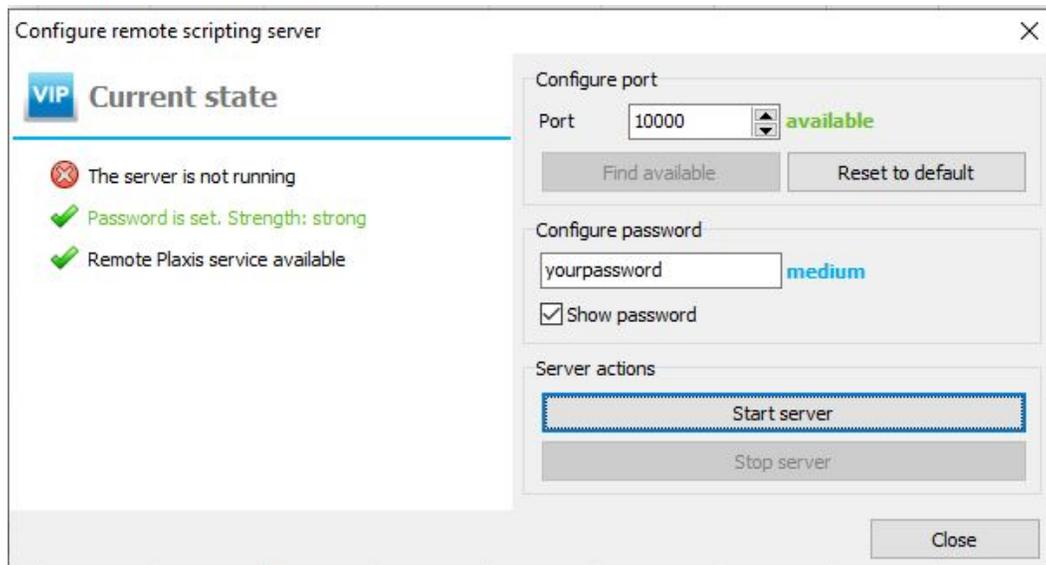 Configure remote scripting server
VIP
Current state
The server is not running
Password is set. Strength: strong
Remote Plaxis service available
Configure port
Port 10000 available
Find available Reset to default
Configure password
yourpassword medium
Show password
Server actions
Start server
Stop server
Close